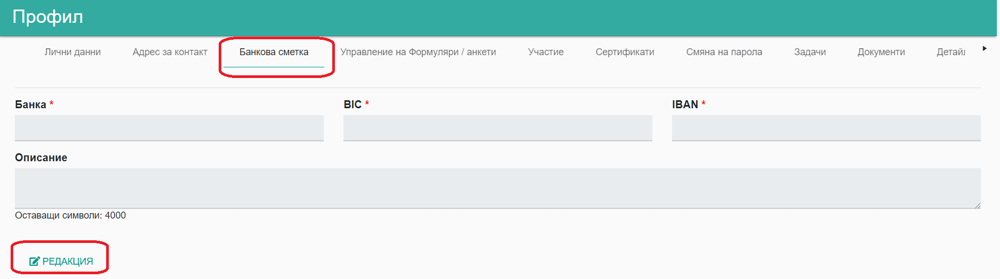 Профил
Лични данни Адрес за контакт Банкова сметка Управление на Формуляри / анкети Участие Сертификати Смяна на парола Задачи Документи Детай
Банка * BIC * IBAN *
Описание
Оставащи символи: 4000
РЕДАКЦИЯ